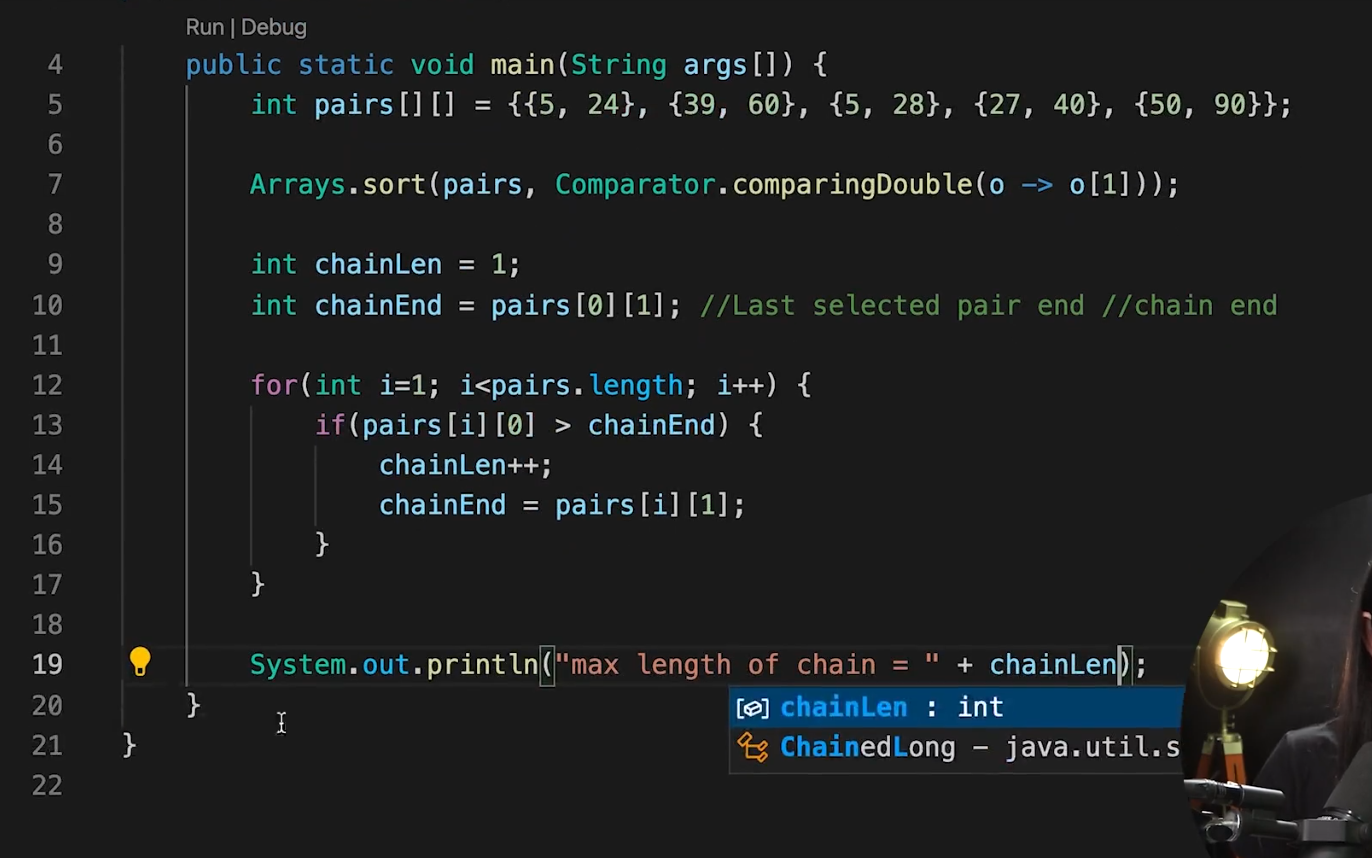 Run | Debug
4 public static void main(String args[]) {
5 int pairs[][] = {{5, 24}, {39, 60}, {5, 28}, {27, 40}, {50, 90}};
6
7 Arrays.sort(pairs, Comparator.comparingDouble(o -> o[1]));
8
9 int chainLen = 1;
10 int chainEnd = pairs[0][1]; //Last selected pair end //chain end
11
12 for(int i=1; i<pairs.length; i++) {
13 if(pairs[i][0] > chainEnd) {
14 chainLen++;
15 chainEnd = pairs[i][1];
16 }
17 }
18
19 System.out.println("max length of chain = " + chainLen);
20 }
chainLen : int
21 }
ChainedLong – java.util.s
22